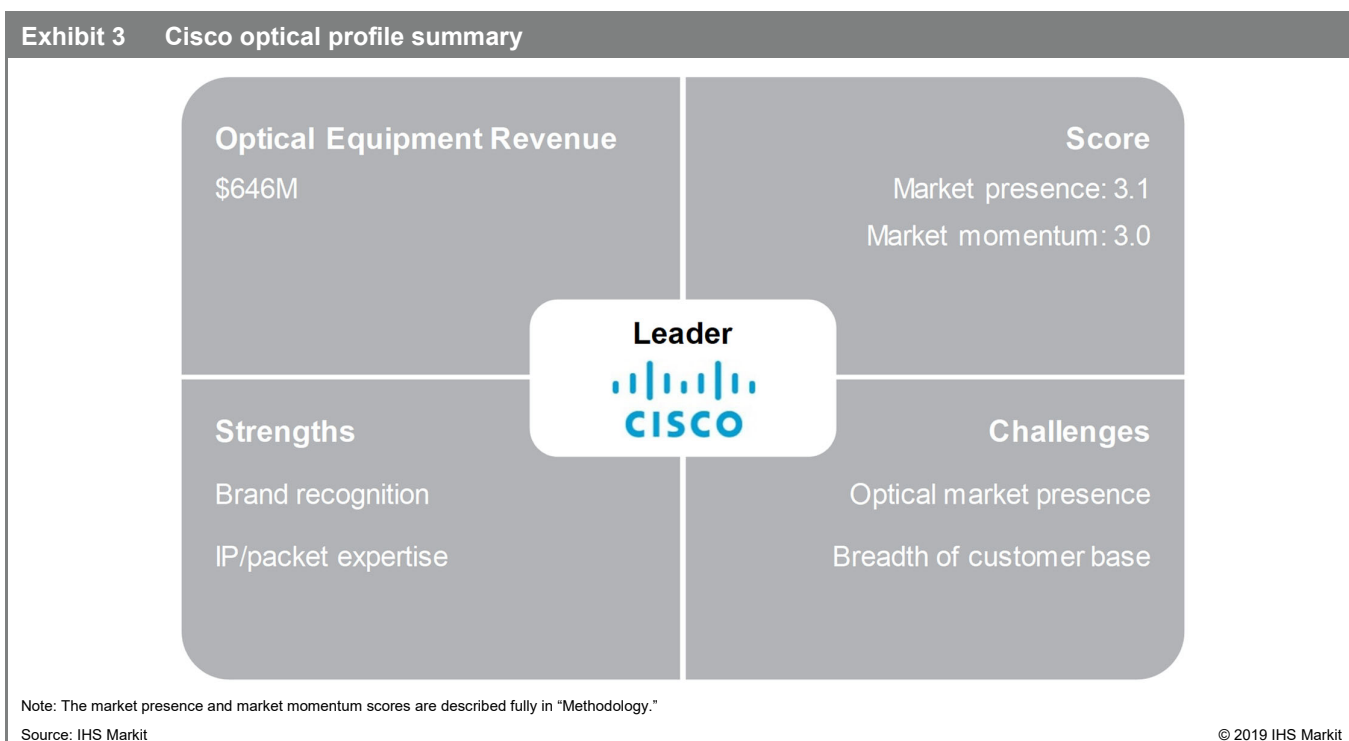 Exhibit 3 Cisco optical profile summary
Optical Equipment Revenue
$646M
Score
Market presence: 3.1
Market momentum: 3.0
Leader
CISCO
Strengths
Brand recognition
IP/packet expertise
Challenges
Optical market presence
Breadth of customer base
Note: The market presence and market momentum scores are described fully in “Methodology.”
Source: IHS Markit
© 2019 IHS Markit